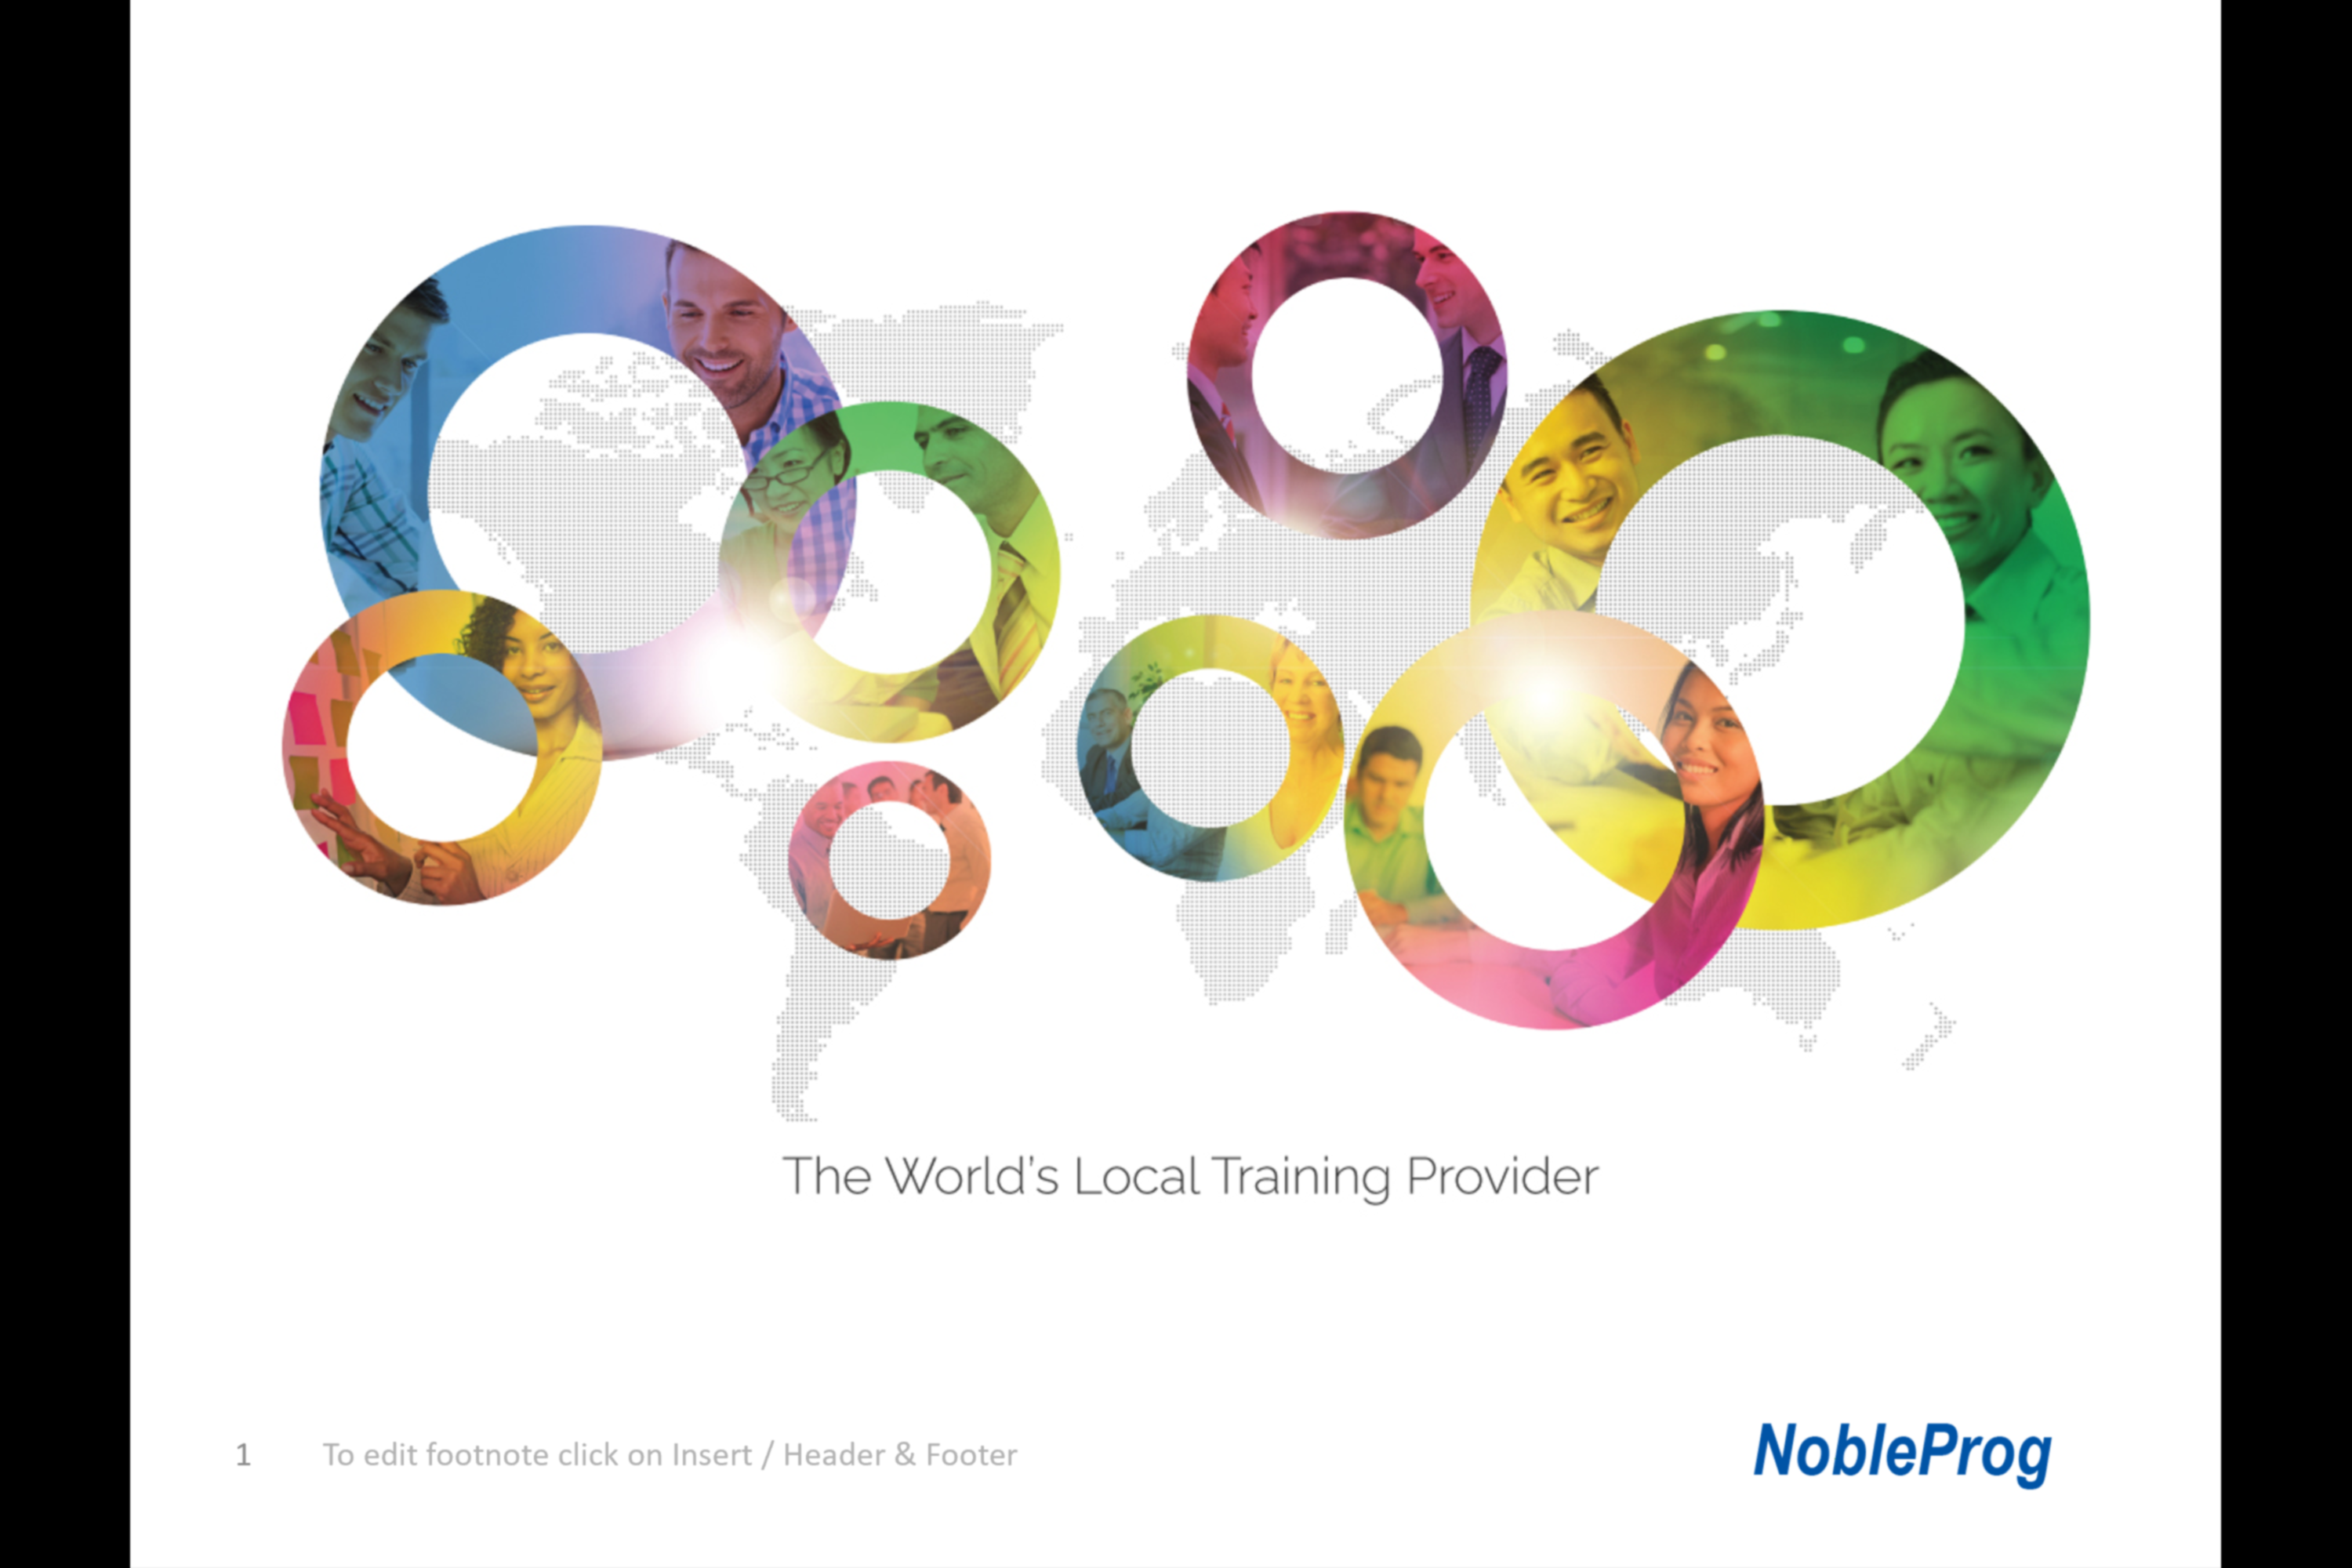 The World's Local Training Provider
1 To edit footnote click on Insert / Header & Footer
NobleProg